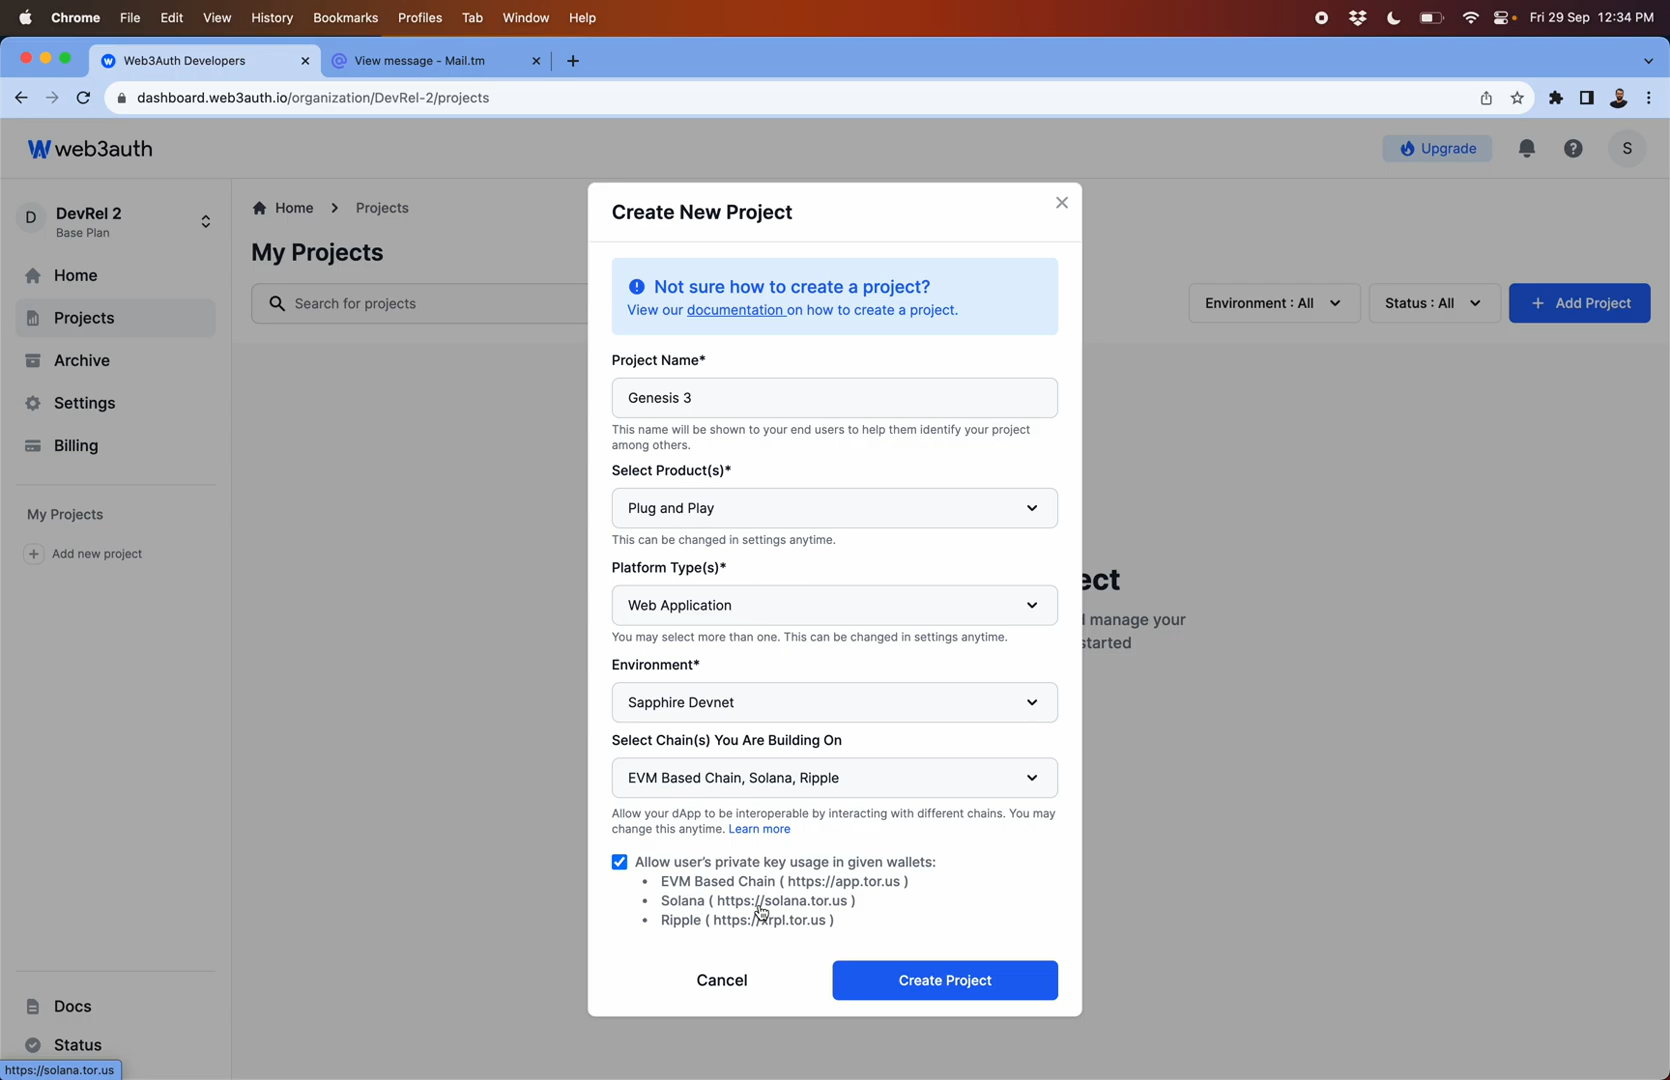 Chrome File Edit View History Bookmarks Profiles Tab Window Help Fri 29 Sep 12:34 PM
Web3Auth Developers View message - Mail.tm
dashboard.web3auth.io/organization/DevRel-2/projects
web3auth Upgrade ? S
D DevRel 2
Base Plan
Home
Projects
Archive
Settings
Billing
My Projects
+ Add new project
Docs
Status
https://solana.tor.us
Home > Projects
My Projects
Search for projects
Environment : All Status : All + Add Project
ect
manage your
started
Create New Project
Not sure how to create a project?
View our documentation on how to create a project.
Project Name*
Genesis 3
This name will be shown to your end users to help them identify your project
among others.
Select Product(s)*
Plug and Play
This can be changed in settings anytime.
Platform Type(s)*
Web Application
You may select more than one. This can be changed in settings anytime.
Environment*
Sapphire Devnet
Select Chain(s) You Are Building On
EVM Based Chain, Solana, Ripple
Allow your dApp to be interoperable by interacting with different chains. You may
change this anytime. Learn more
Allow user's private key usage in given wallets:
• EVM Based Chain ( https://app.tor.us )
• Solana ( https://solana.tor.us )
• Ripple ( https://xrpl.tor.us )
Cancel Create Project